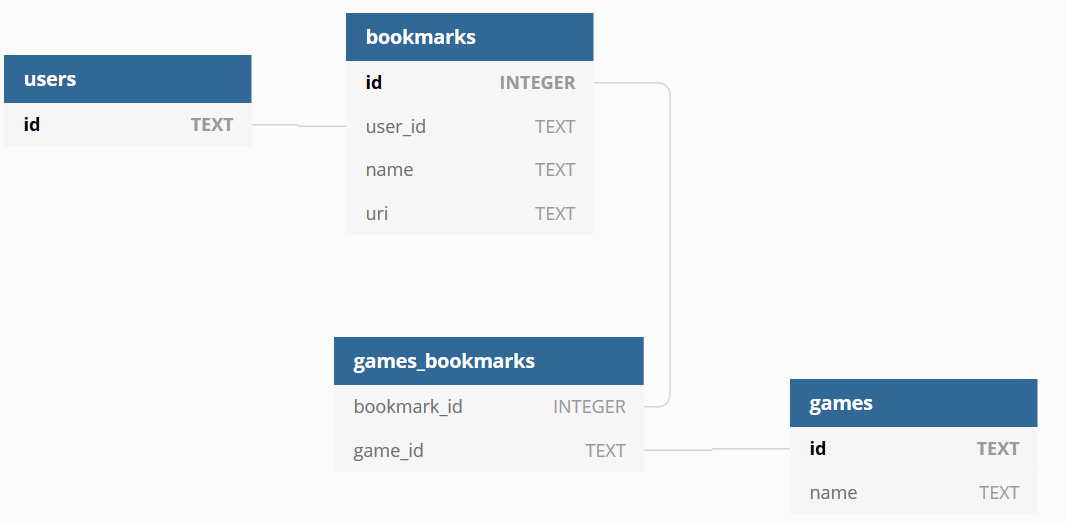 users
id TEXT
bookmarks
id INTEGER
user_id TEXT
name TEXT
uri TEXT
games_bookmarks
bookmark_id INTEGER
game_id TEXT
games
id TEXT
name TEXT